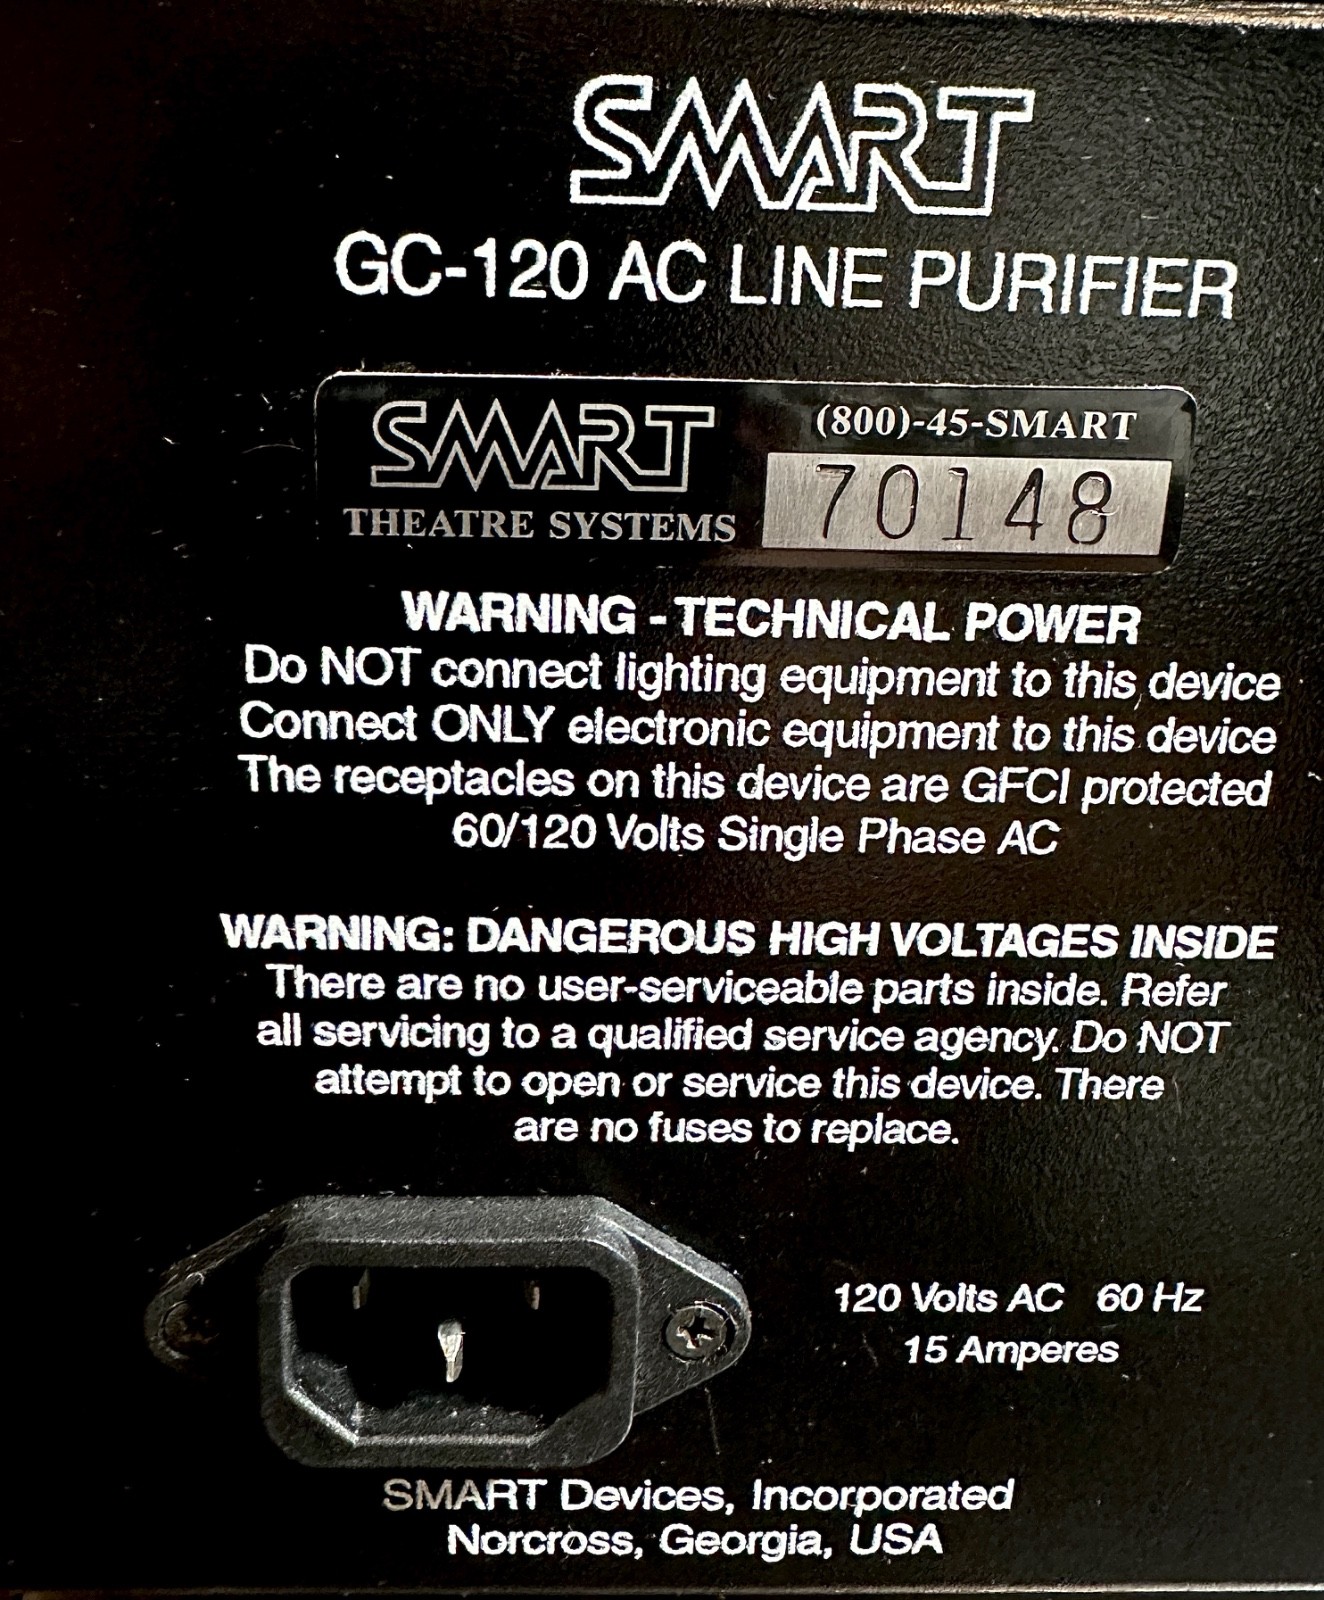 SMART
GC-120 AC LINE PURIFIER
SMART
THEATRE SYSTEMS
(800)-45-SMART
70148
WARNING - TECHNICAL POWER
Do NOT connect lighting equipment to this device
Connect ONLY electronic equipment to this device
The receptacles on this device are GFCI protected
60/120 Volts Single Phase AC
WARNING: DANGEROUS HIGH VOLTAGES INSIDE
There are no user-serviceable parts inside. Refer
all servicing to a qualified service agency. Do NOT
attempt to open or service this device. There
are no fuses to replace.
120 Volts AC 60 Hz
15 Amperes
SMART Devices, Incorporated
Norcross, Georgia, USA